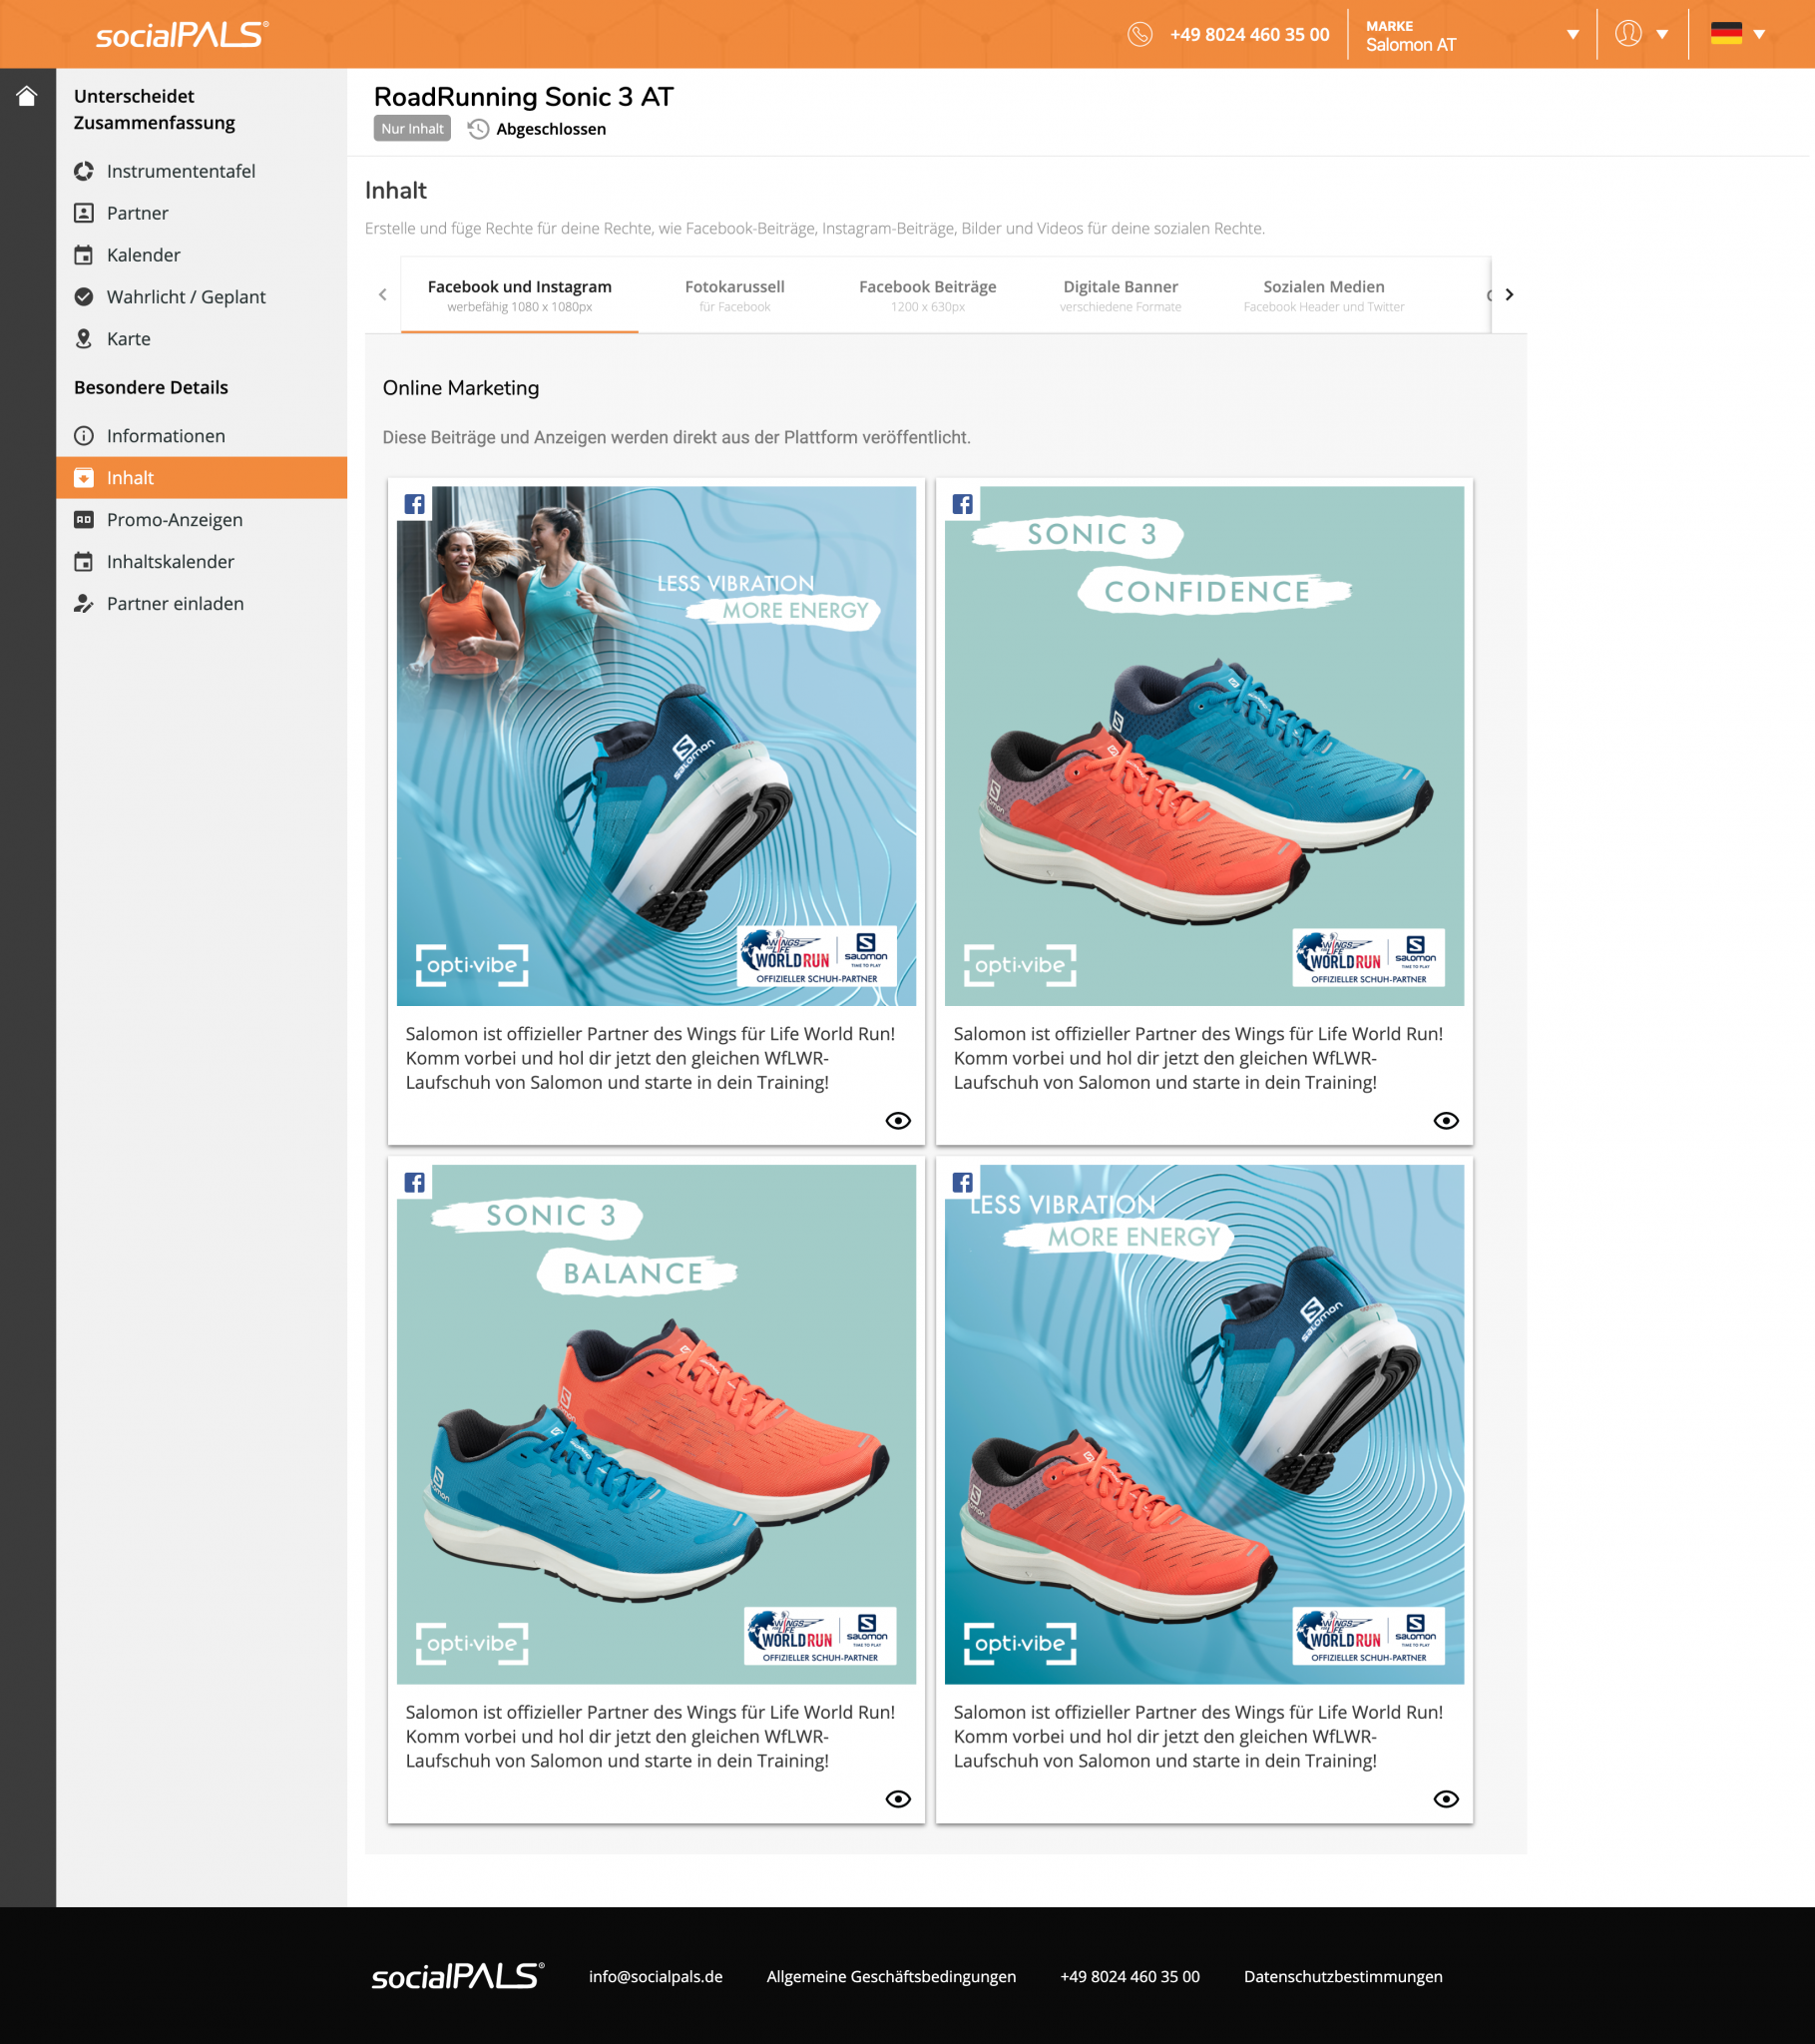 socialPALS®
+49 8024 460 35 00
MARKE
Salomon AT
Unterscheidet
Zusammenfassung
Instrumententafel
Partner
Kalender
Wahrlicht / Geplant
Karte
Besondere Details
Informationen
Inhalt
Promo-Anzeigen
Inhaltskalender
Partner einladen
RoadRunning Sonic 3 AT
Nur Inhalt
Abgeschlossen
Inhalt
Erstelle und füge Rechte für deine Rechte, wie Facebook-Beiträge, Instagram-Beiträge, Bilder und Videos für deine sozialen Rechte.
Facebook und Instagram
werbefähig 1080 x 1080px
Fotokarussell
für Facebook
Facebook Beiträge
1200 x 630px
Digitale Banner
verschiedene Formate
Sozialen Medien
Facebook Header und Twitter
Online Marketing
Diese Beiträge und Anzeigen werden direkt aus der Plattform veröffentlicht.
LESS VIBRATION
MORE ENERGY
salomon
opti·vibe
WINGS FOR LIFE
WORLD RUN
salomon
TIME TO PLAY
OFFIZIELLER SCHUH-PARTNER
Salomon ist offizieller Partner des Wings für Life World Run!
Komm vorbei und hol dir jetzt den gleichen WfLWR-
Laufschuh von Salomon und starte in dein Training!
SONIC 3
CONFIDENCE
opti·vibe
WINGS FOR LIFE
WORLD RUN
salomon
TIME TO PLAY
OFFIZIELLER SCHUH-PARTNER
Salomon ist offizieller Partner des Wings für Life World Run!
Komm vorbei und hol dir jetzt den gleichen WfLWR-
Laufschuh von Salomon und starte in dein Training!
SONIC 3
BALANCE
opti·vibe
WINGS FOR LIFE
WORLD RUN
salomon
TIME TO PLAY
OFFIZIELLER SCHUH-PARTNER
Salomon ist offizieller Partner des Wings für Life World Run!
Komm vorbei und hol dir jetzt den gleichen WfLWR-
Laufschuh von Salomon und starte in dein Training!
LESS VIBRATION
MORE ENERGY
salomon
opti·vibe
WINGS FOR LIFE
WORLD RUN
salomon
TIME TO PLAY
OFFIZIELLER SCHUH-PARTNER
Salomon ist offizieller Partner des Wings für Life World Run!
Komm vorbei und hol dir jetzt den gleichen WfLWR-
Laufschuh von Salomon und starte in dein Training!
socialPALS®
info@socialpals.de
Allgemeine Geschäftsbedingungen
+49 8024 460 35 00
Datenschutzbestimmungen